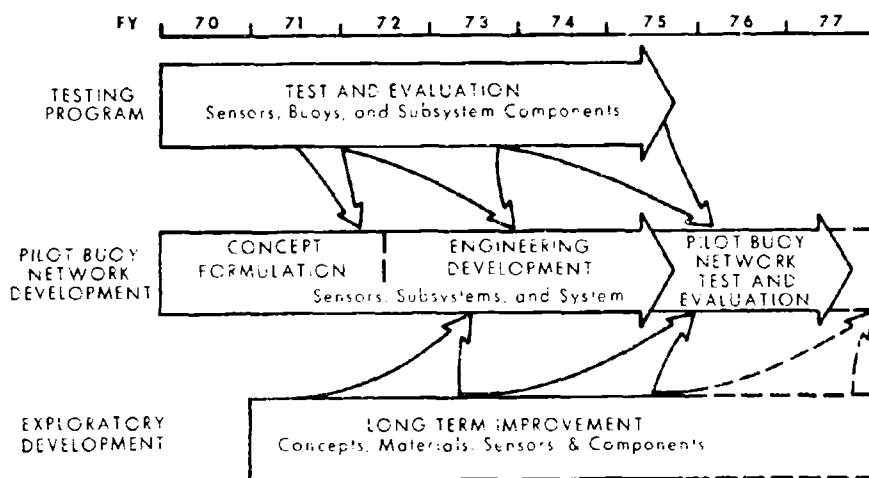 FY 70 71 72 73 74 75 76 77
TESTING
PROGRAM
TEST AND EVALUATION
Sensors, Buoys, and Subsystem Components
PILOT BUOY
NETWORK
DEVELOPMENT
CONCEPT
FORMULATION
ENGINEERING
DEVELOPMENT
Sensors, Subsystems, and System
PILOT BUOY
NETWORK
TEST AND
EVALUATION
EXPLORATORY
DEVELOPMENT
LONG TERM IMPROVEMENT
Concepts, Materials, Sensors, & Components